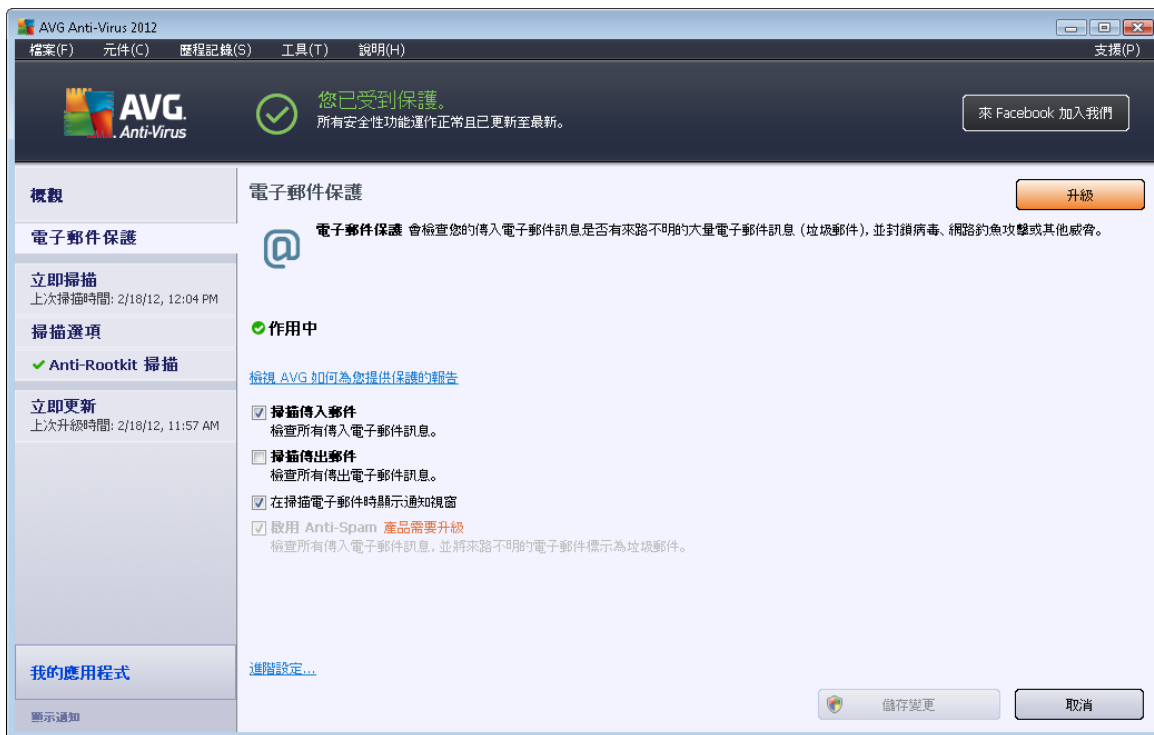 AVG Anti-Virus 2012
檔案(F) 元件(C) 歷程記錄(S) 工具(T) 說明(H) 支援(P)
AVG.
Anti-Virus
您已受到保護。
所有安全性功能運作正常且已更新至最新。
來 Facebook 加入我們
概觀
電子郵件保護
立即掃描
上次掃描時間: 2/18/12, 12:04 PM
掃描選項
Anti-Rootkit 掃描
立即更新
上次升級時間: 2/18/12, 11:57 AM
我的應用程式
顯示通知
電子郵件保護
升級
電子郵件保護 會檢查您的傳入電子郵件訊息是否有來路不明的大量電子郵件訊息 (垃圾郵件), 並封鎖病毒、網路釣魚攻擊或其他威脅。
作用中
檢視 AVG 如何為您提供保護的報告
掃描傳入郵件
檢查所有傳入電子郵件訊息。
掃描傳出郵件
檢查所有傳出電子郵件訊息。
在掃描電子郵件時顯示通知視窗
啟用 Anti-Spam 產品需要升級
檢查所有傳入電子郵件訊息, 並將來路不明的電子郵件標示為垃圾郵件。
進階設定...
儲存變更
取消